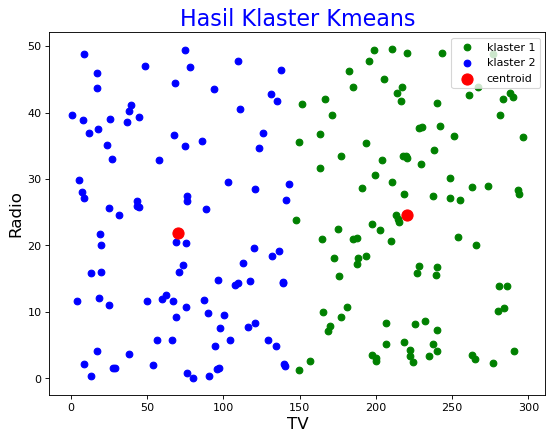 Hasil Klaster Kmeans
klaster 1
klaster 2
centroid
50
40
30
20
10
0
Radio
0 50 100 150 200 250 300
TV